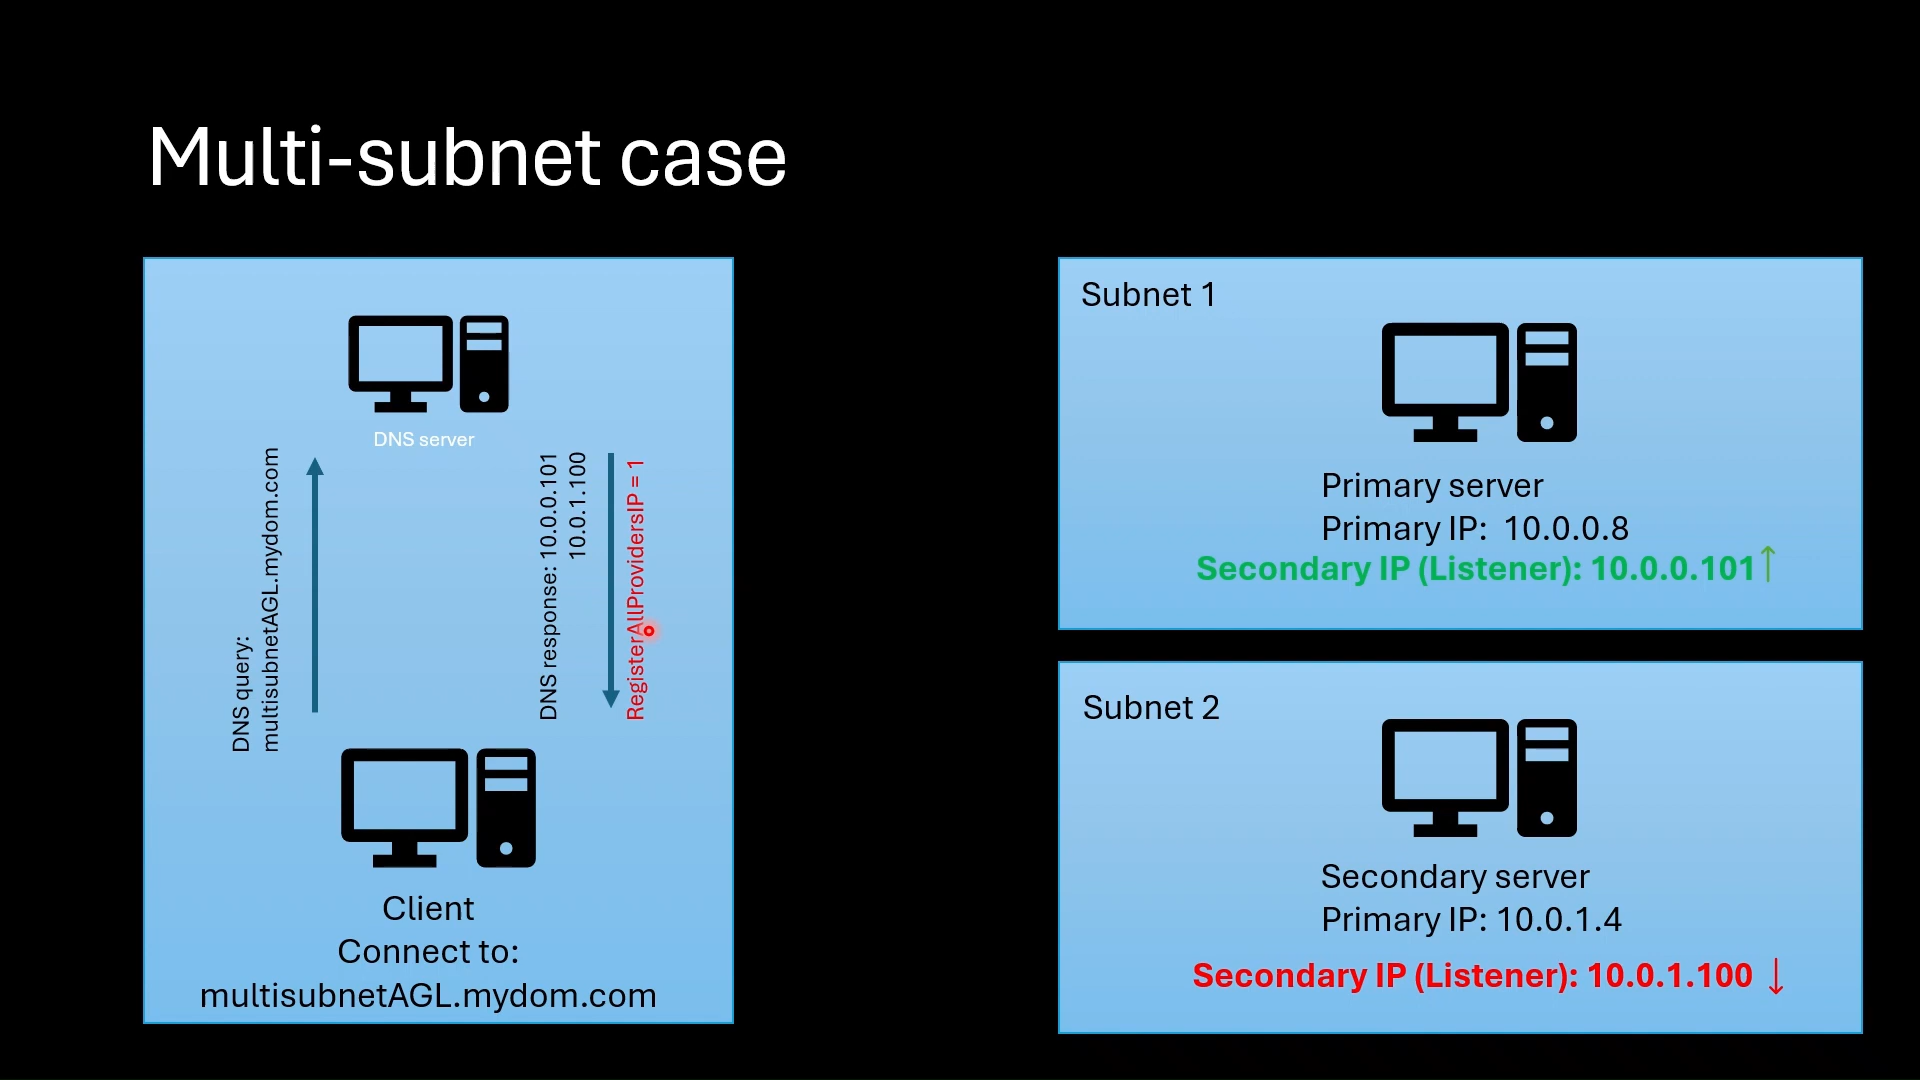 Multi-subnet case
DNS server
DNS query:
multisubnetAGL.mydom.com
DNS response: 10.0.0.101
10.0.1.100
RegisterAllProvidersIP = 1
Client
Connect to:
multisubnetAGL.mydom.com
Subnet 1
Primary server
Primary IP: 10.0.0.8
Secondary IP (Listener): 10.0.0.101↑
Subnet 2
Secondary server
Primary IP: 10.0.1.4
Secondary IP (Listener): 10.0.1.100 ↓